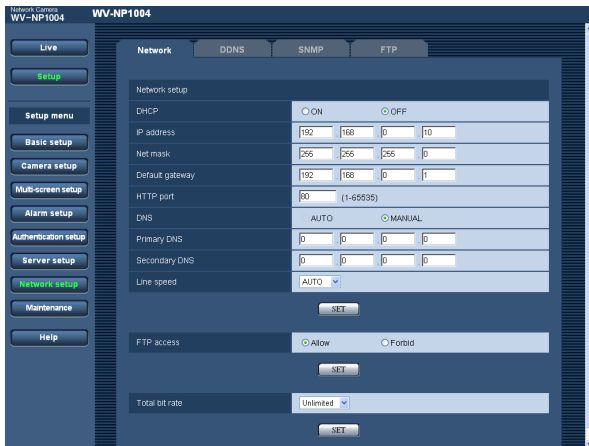 Network Camera
WV-NP1004
WV-NP1004
Live
Setup
Setup menu
Basic setup
Camera setup
Multi-screen setup
Alarm setup
Authentication setup
Server setup
Network setup
Maintenance
Help
Network DDNS SNMP FTP
Network setup
DHCP ON OFF
IP address 192 . 168 . 0 . 10
Net mask 255 . 255 . 255 . 0
Default gateway 192 . 168 . 0 . 1
HTTP port 80 (1-65535)
DNS AUTO MANUAL
Primary DNS 0 . 0 . 0 . 0
Secondary DNS 0 . 0 . 0 . 0
Line speed AUTO
SET
FTP access Allow Forbid
SET
Total bit rate Unlimited
SET